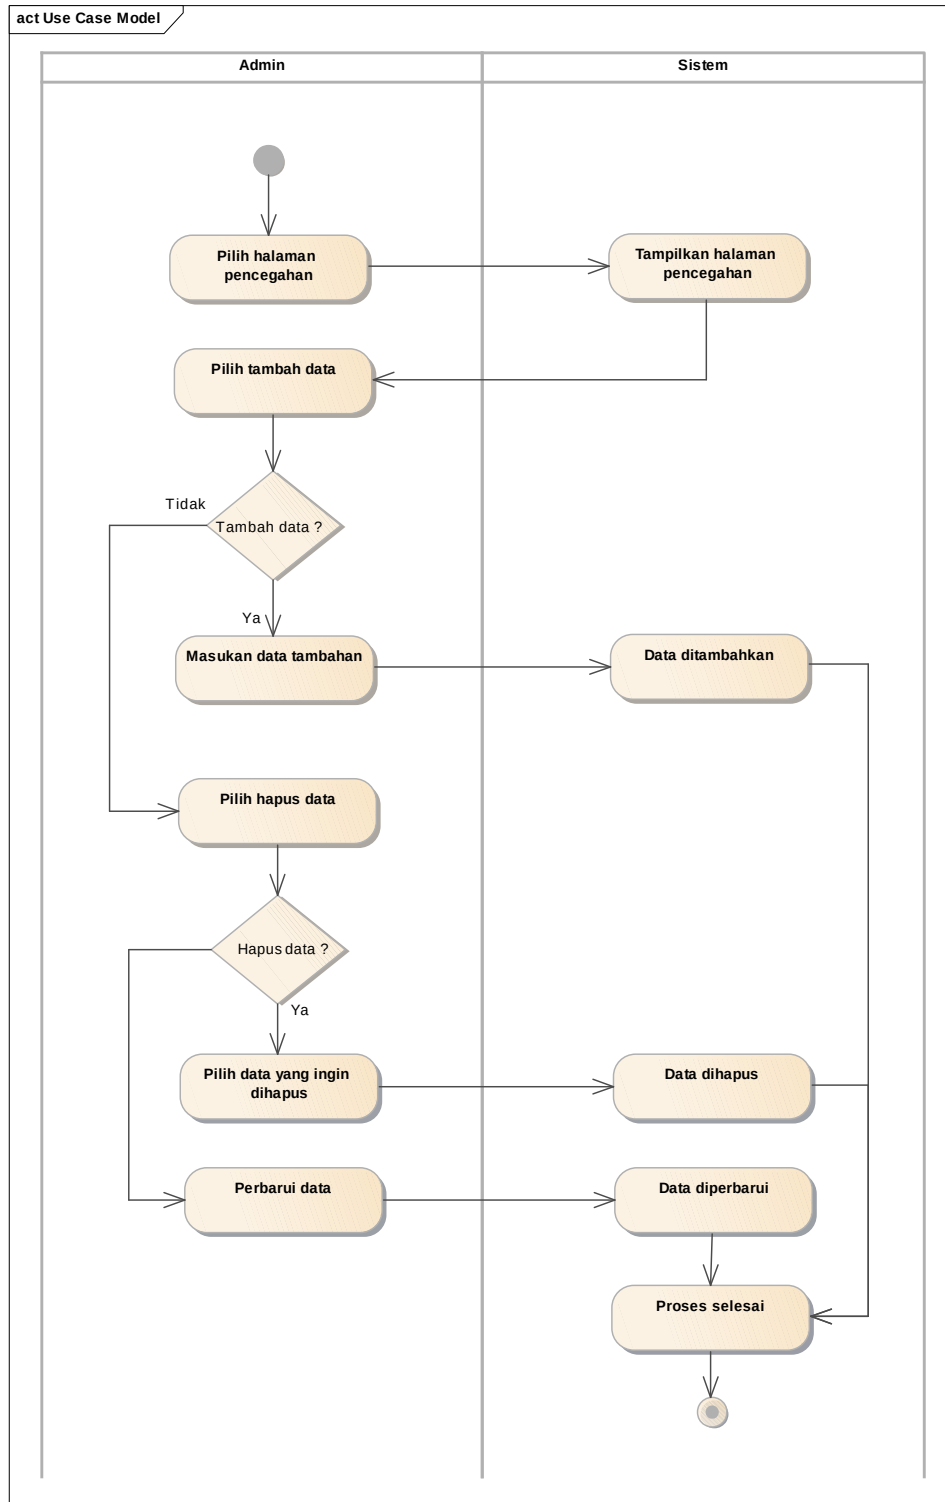 act Use Case Model
Admin
Sistem
Pilih halaman
pencegahan
Tampilkan halaman
pencegahan
Pilih tambah data
Tidak
Tambah data ?
Ya
Masukan data tambahan
Data ditambahkan
Pilih hapus data
Hapus data ?
Ya
Pilih data yang ingin
dihapus
Data dihapus
Perbarui data
Data diperbarui
Proses selesai